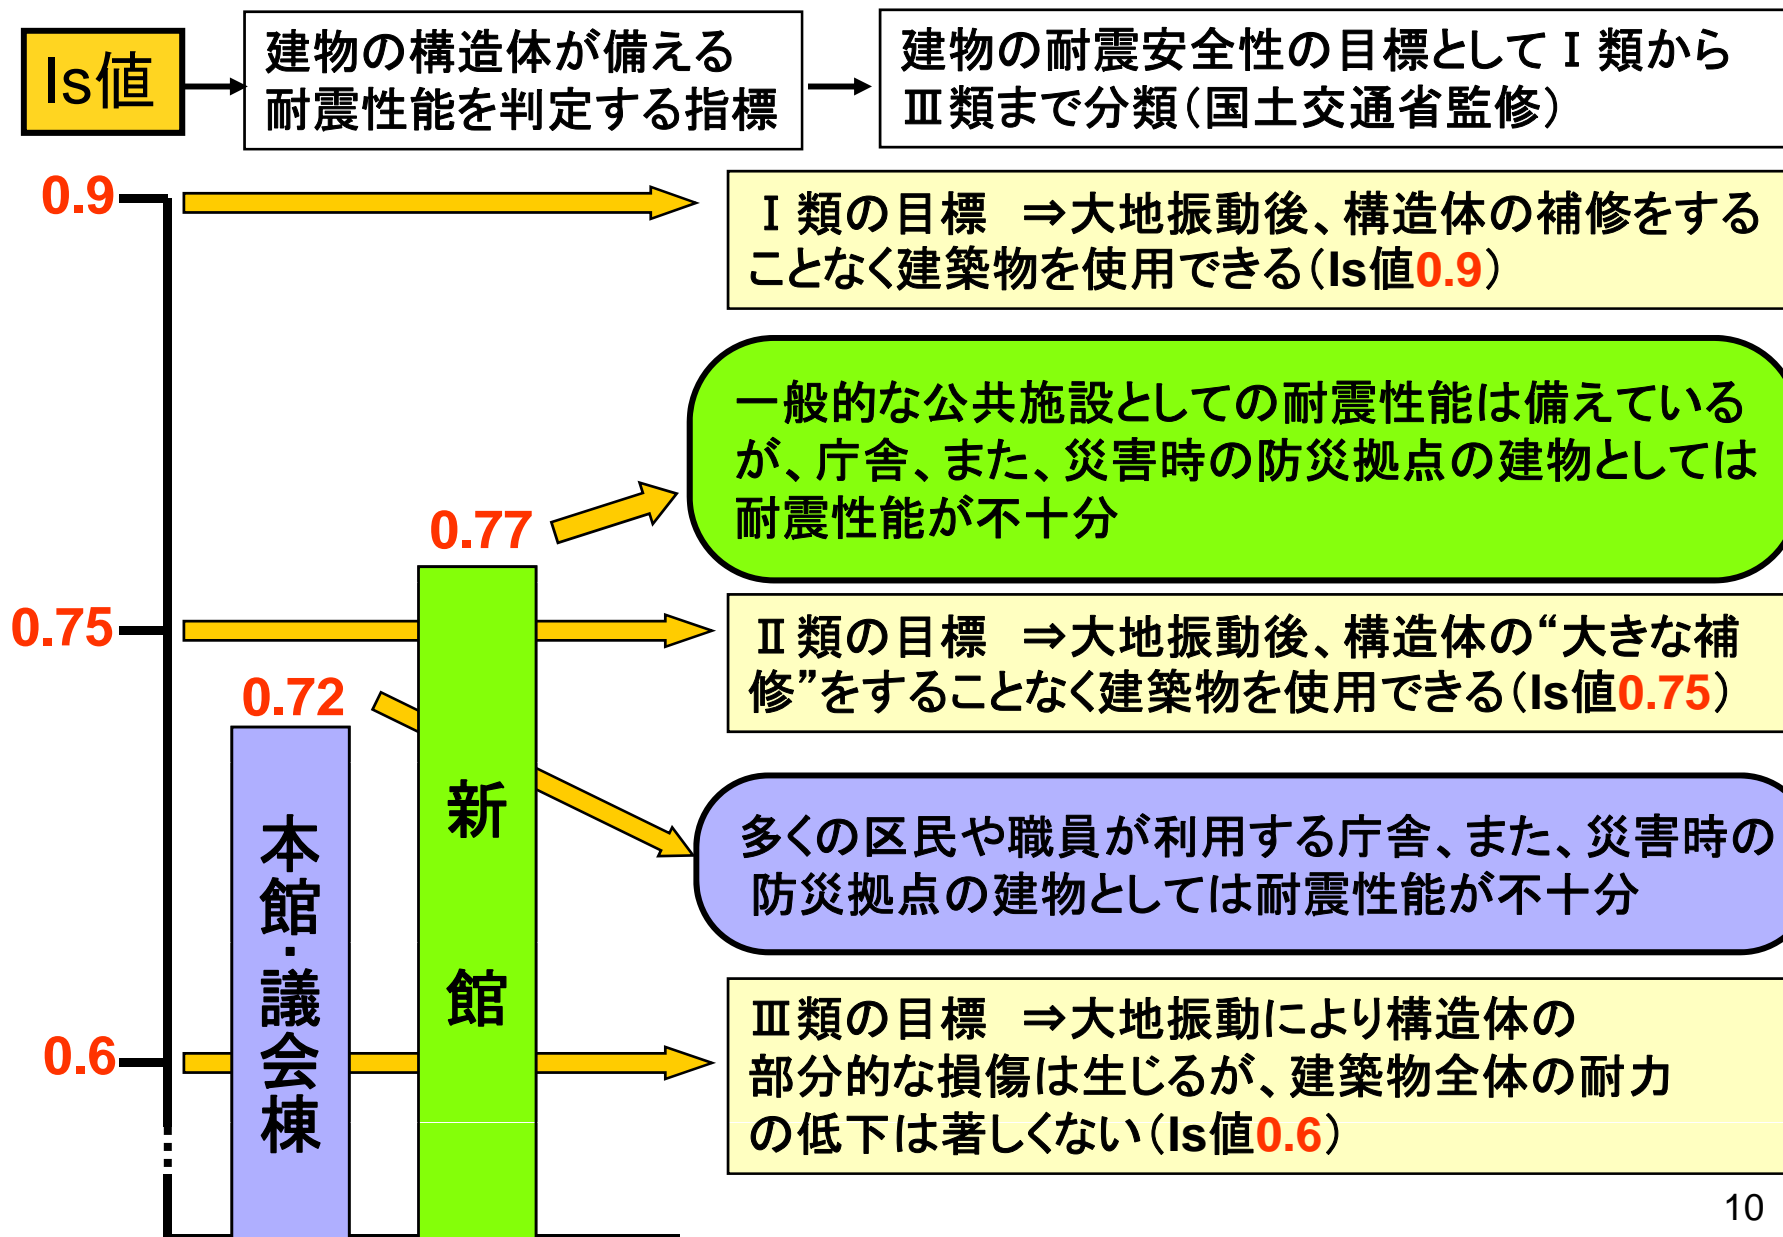 Is値
建物の構造体が備える
耐震性能を判定する指標
建物の耐震安全性の目標としてⅠ類から
Ⅲ類まで分類(国土交通省監修)
0.9
Ⅰ類の目標 ⇒大地振動後、構造体の補修をする
ことなく建築物を使用できる(Is値0.9)
一般的な公共施設としての耐震性能は備えている
が、庁舎、また、災害時の防災拠点の建物としては
耐震性能が不十分
0.77
0.75
Ⅱ類の目標 ⇒大地振動後、構造体の“大きな補
修”をすることなく建築物を使用できる(Is値0.75)
0.72
多くの区民や職員が利用する庁舎、また、災害時の
防災拠点の建物としては耐震性能が不十分
本館・議会棟
新館
0.6
Ⅲ類の目標 ⇒大地振動により構造体の
部分的な損傷は生じるが、建築物全体の耐力
の低下は著しくない(Is値0.6)
10